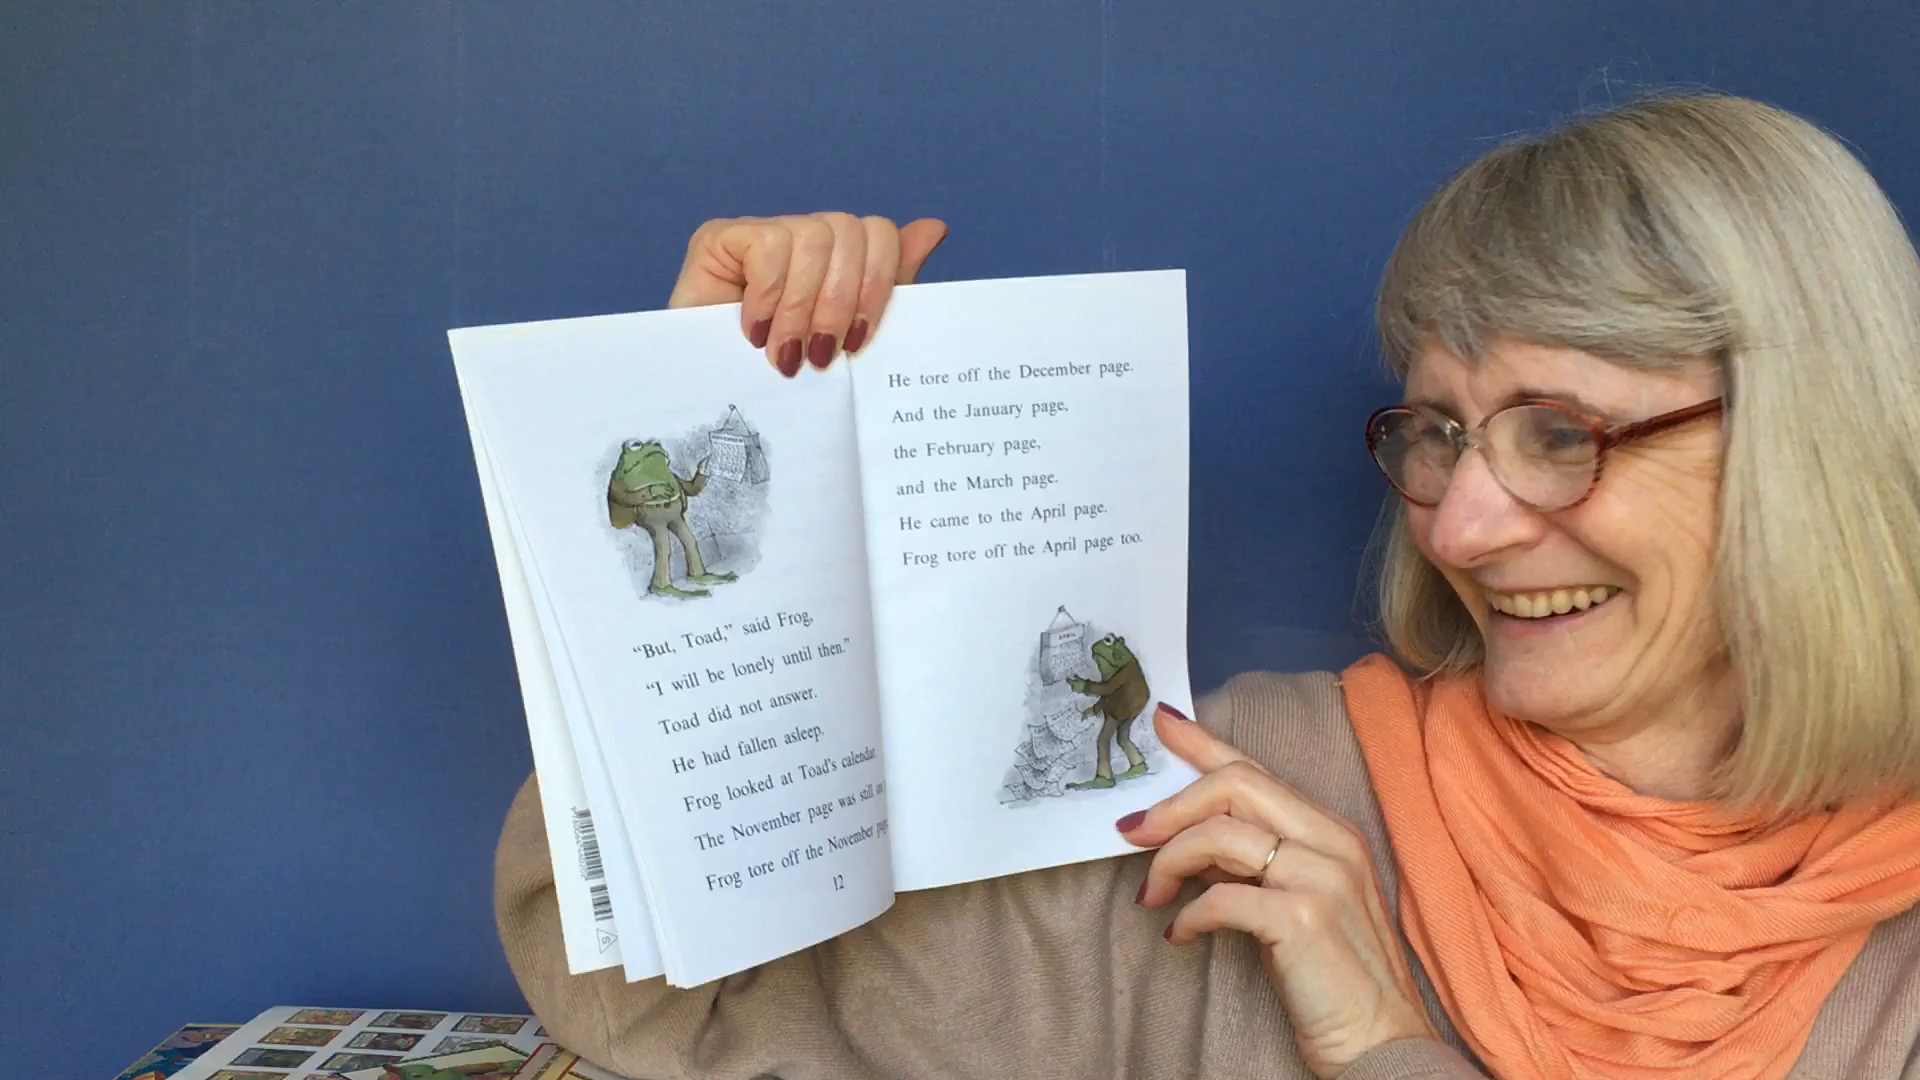 "But, Toad," said Frog,
"I will be lonely until then."
Toad did not answer.
He had fallen asleep.
Frog looked at Toad's calendar.
The November page was still on
Frog tore off the November
12
He tore off the December page.
And the January page,
the February page,
and the March page.
He came to the April page.
Frog tore off the April page too.
APRIL